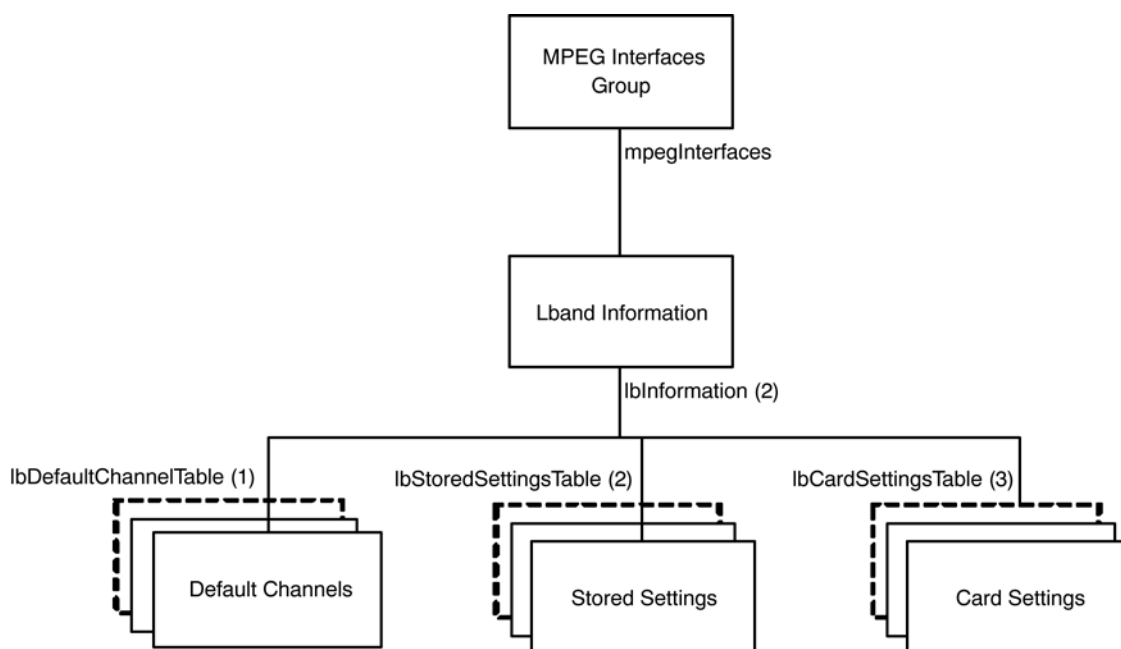 MPEG Interfaces
Group
mpegInterfaces
Lband Information
lbInformation (2)
lbDefaultChannelTable (1)
lbStoredSettingsTable (2)
lbCardSettingsTable (3)
Default Channels
Stored Settings
Card Settings